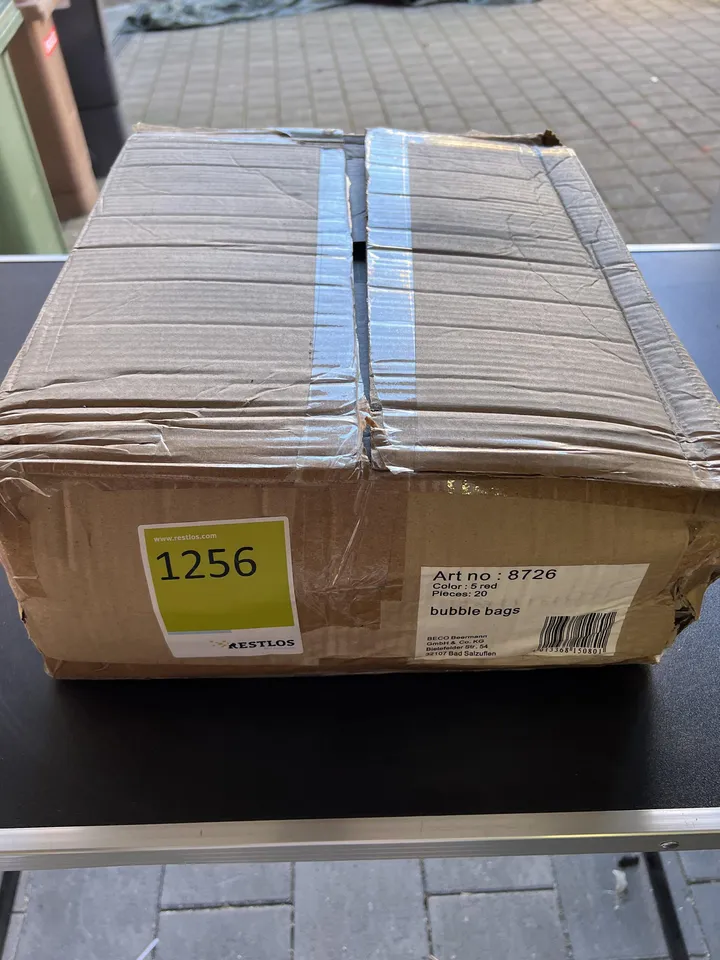 www.restlos.com
1256
RESTLOS
Art no : 8726
Color : 5 red
Pieces: 20
bubble bags
BECO Beermann
GmbH & Co. KG
Bielefelder Str. 54
32107 Bad Salzuflen